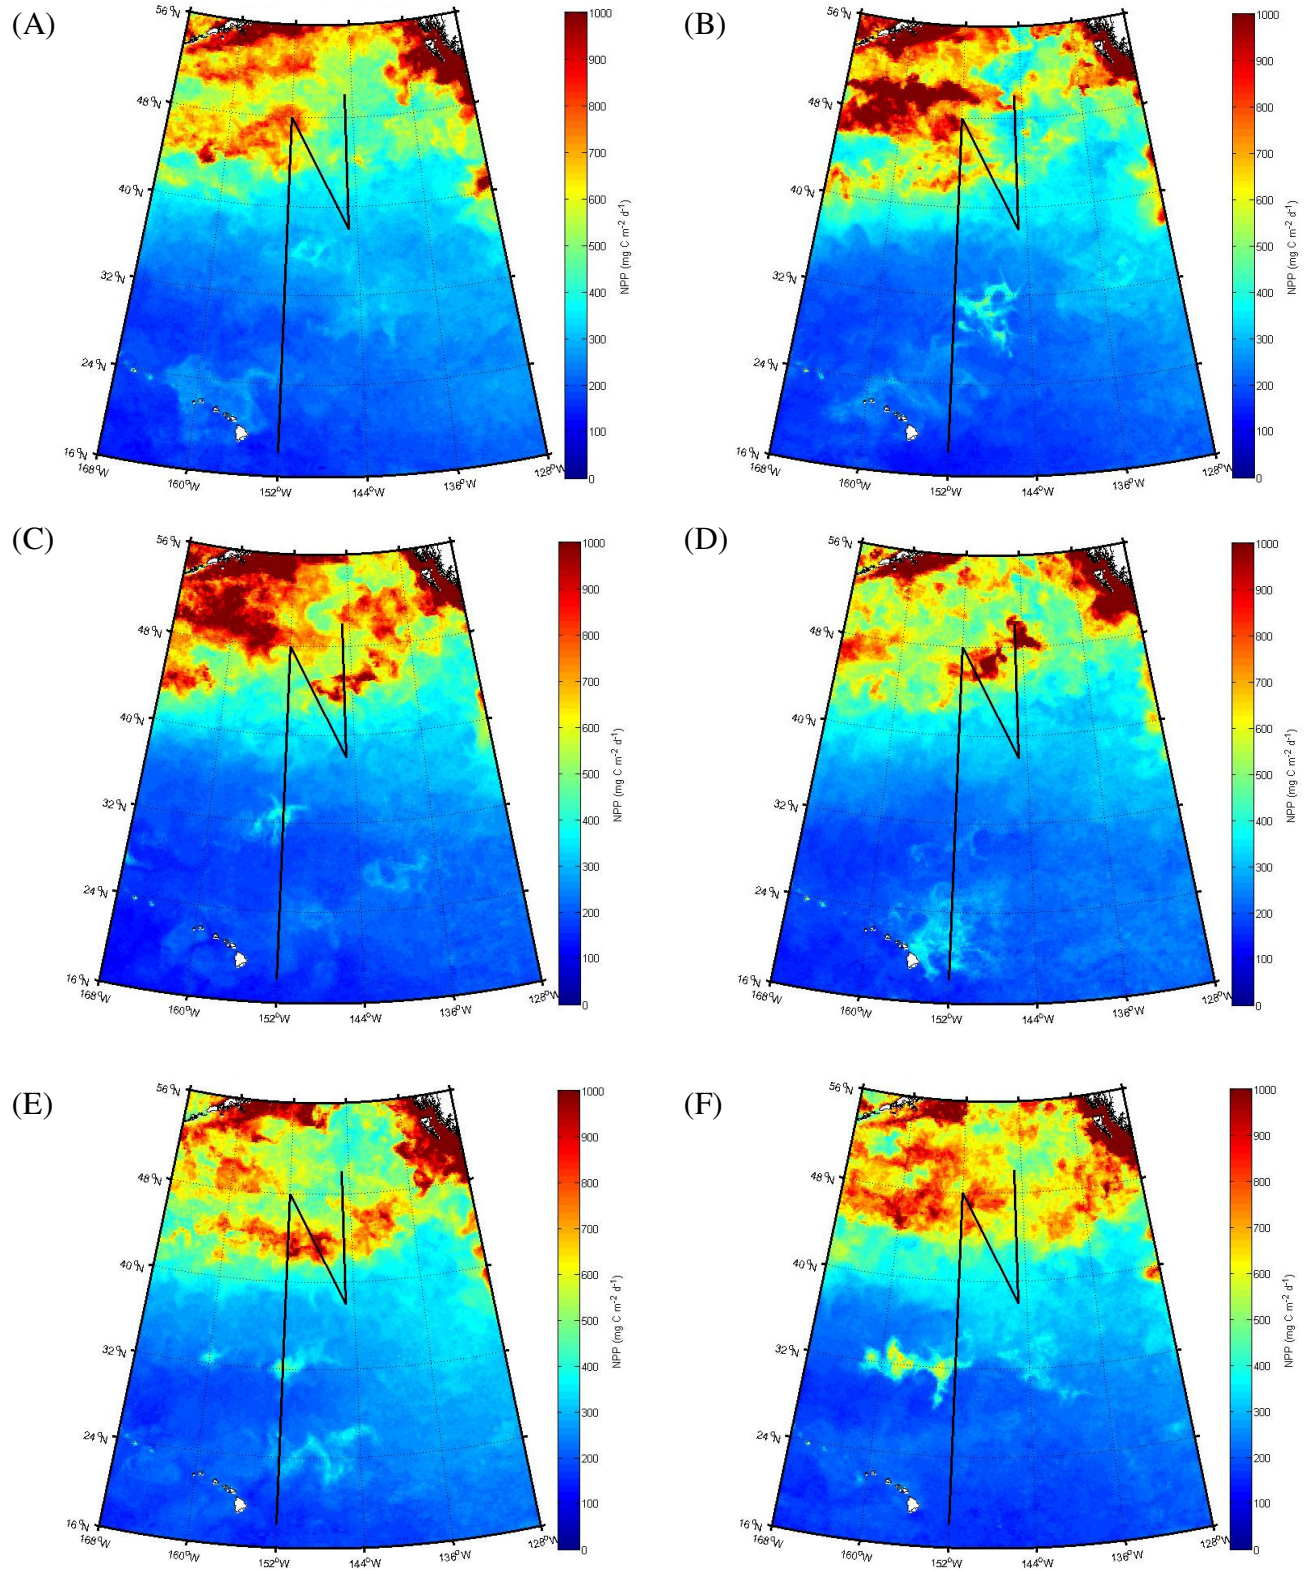 (A)
56°N
48°N
40°N
32°N
24°N
16°N
168°W
160°W
152°W
144°W
136°W
128°W
1000
900
800
700
600
500
400
300
200
100
0
NPP (mg C m⁻² d⁻¹)
(B)
56°N
48°N
40°N
32°N
24°N
16°N
168°W
160°W
152°W
144°W
136°W
128°W
1000
900
800
700
600
500
400
300
200
100
0
NPP (mg C m⁻² d⁻¹)
(C)
56°N
48°N
40°N
32°N
24°N
16°N
168°W
160°W
152°W
144°W
136°W
128°W
1000
900
800
700
600
500
400
300
200
100
0
NPP (mg C m⁻² d⁻¹)
(D)
56°N
48°N
40°N
32°N
24°N
16°N
168°W
160°W
152°W
144°W
136°W
128°W
1000
900
800
700
600
500
400
300
200
100
0
NPP (mg C m⁻² d⁻¹)
(E)
56°N
48°N
40°N
32°N
24°N
16°N
168°W
160°W
152°W
144°W
136°W
128°W
1000
900
800
700
600
500
400
300
200
100
0
NPP (mg C m⁻² d⁻¹)
(F)
56°N
48°N
40°N
32°N
24°N
16°N
168°W
160°W
152°W
144°W
136°W
128°W
1000
900
800
700
600
500
400
300
200
100
0
NPP (mg C m⁻² d⁻¹)